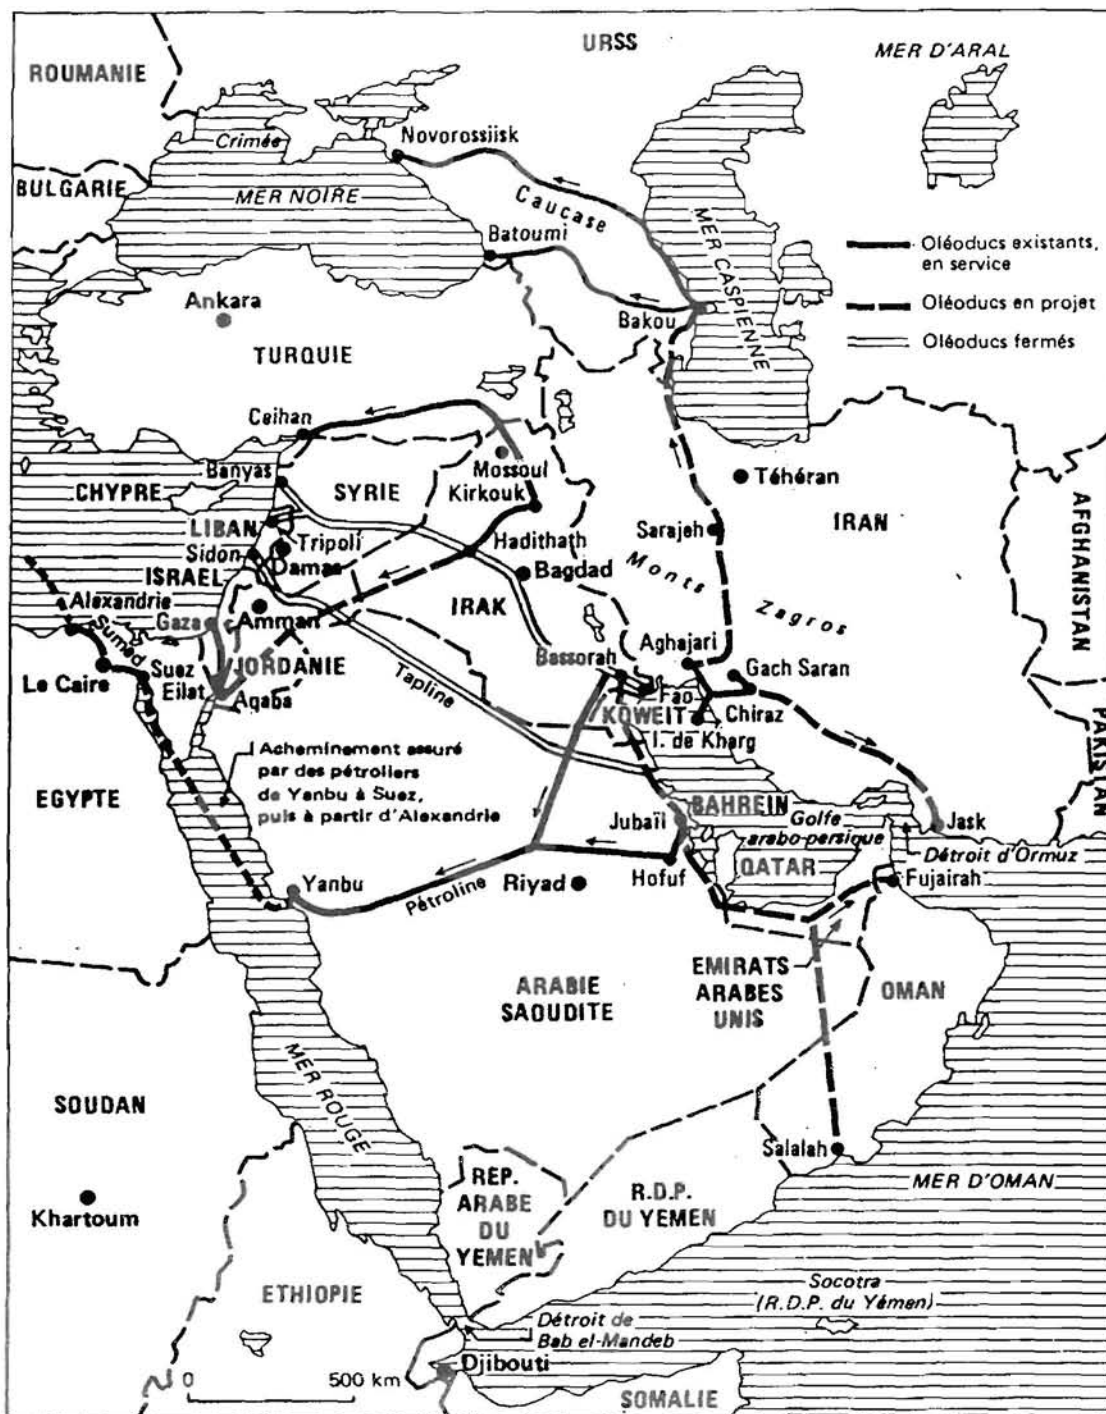 URSS
MER D'ARAL
ROUMANIE
Crimée
Novorossiisk
BULGARIE
MER NOIRE
Caucase
MER CASPIENNE
Batoumi
Oléoducs existants,
en service
Ankara
Bakou
Oléoducs en projet
TURQUIE
Oléoducs fermés
Ceihan
Banyas
Mossoul
Téhéran
CHYPRE
SYRIE
Kirkouk
IRAN
AFGHANISTAN
LIBAN
Tripoli
Hadithath
Sarajeh
Sidon
Damas
Bagdad
Monts Zagros
ISRAEL
Alexandrie
IRAK
Gaza
Amman
Sumed
Aghajari
Bassorah
Gach Saran
JORDANIE
Suez
Le Caire
Eilat
Aqaba
Tapline
Fao
KOWEIT
Chiraz
I. de Kharg
PAKISTAN
Acheminement assuré
par des pétroliers
de Yanbu à Suez,
puis à partir d'Alexandrie
EGYPTE
BAHREIN
Jubaïl
Golfe
arabo-persique
Jask
Détroit d'Ormuz
Hofuf
QATAR
Fujairah
Yanbu
Pétroline
Riyad
EMIRATS
ARABES
UNIS
ARABIE
SAOUDITE
OMAN
MER ROUGE
SOUDAN
Salalah
REP.
ARABE
DU
YEMEN
R.D.P.
DU YEMEN
MER D'OMAN
Khartoum
ETHIOPIE
Socotra
(R.D.P. du Yémen)
Détroit de
Bab el-Mandeb
Djibouti
0 500 km
SOMALIE